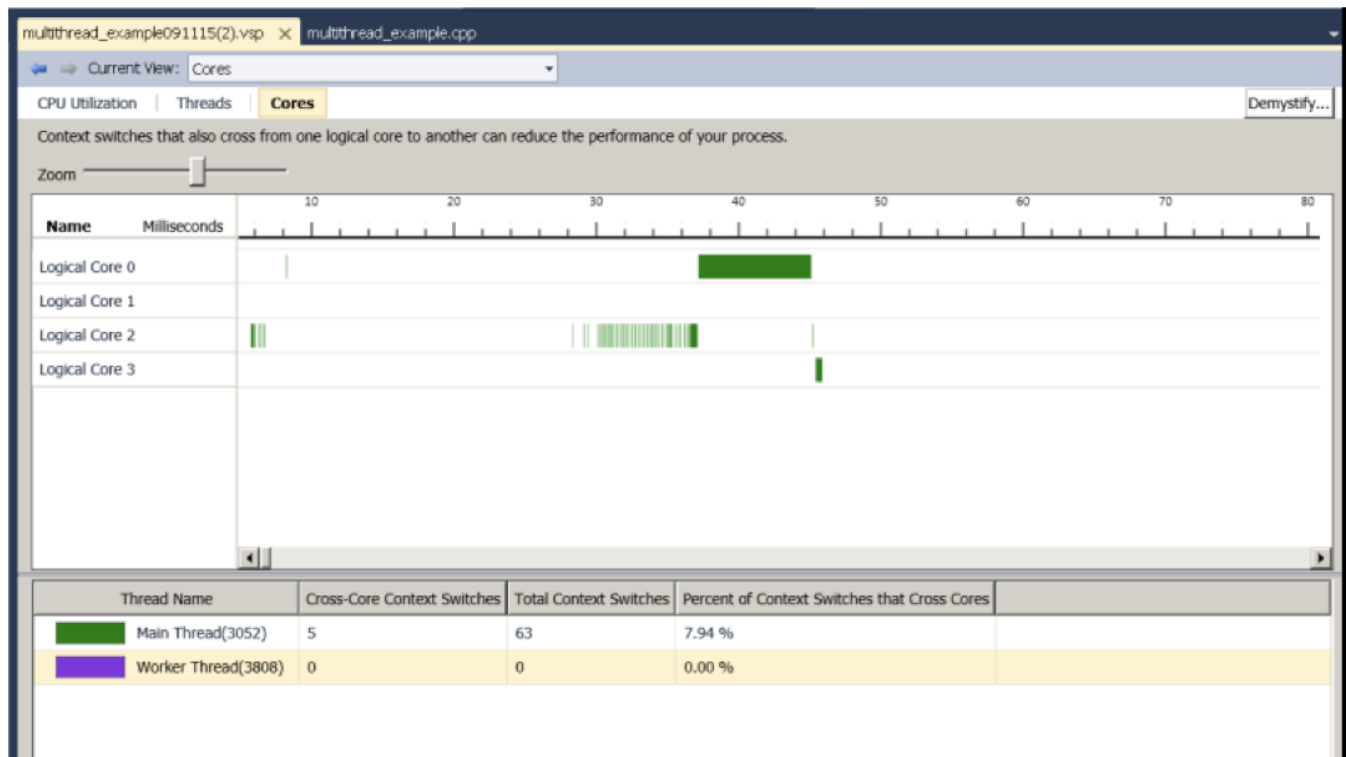 multithread_example091115(2).vsp multithread_example.cpp
Current View: Cores
CPU Utilization Threads Cores Demystify...
Context switches that also cross from one logical core to another can reduce the performance of your process.
Zoom
10 20 30 40 50 60 70 80
Name Milliseconds
Logical Core 0
Logical Core 1
Logical Core 2
Logical Core 3
Thread Name Cross-Core Context Switches Total Context Switches Percent of Context Switches that Cross Cores
Main Thread(3052) 5 63 7.94 %
Worker Thread(3808) 0 0 0.00 %